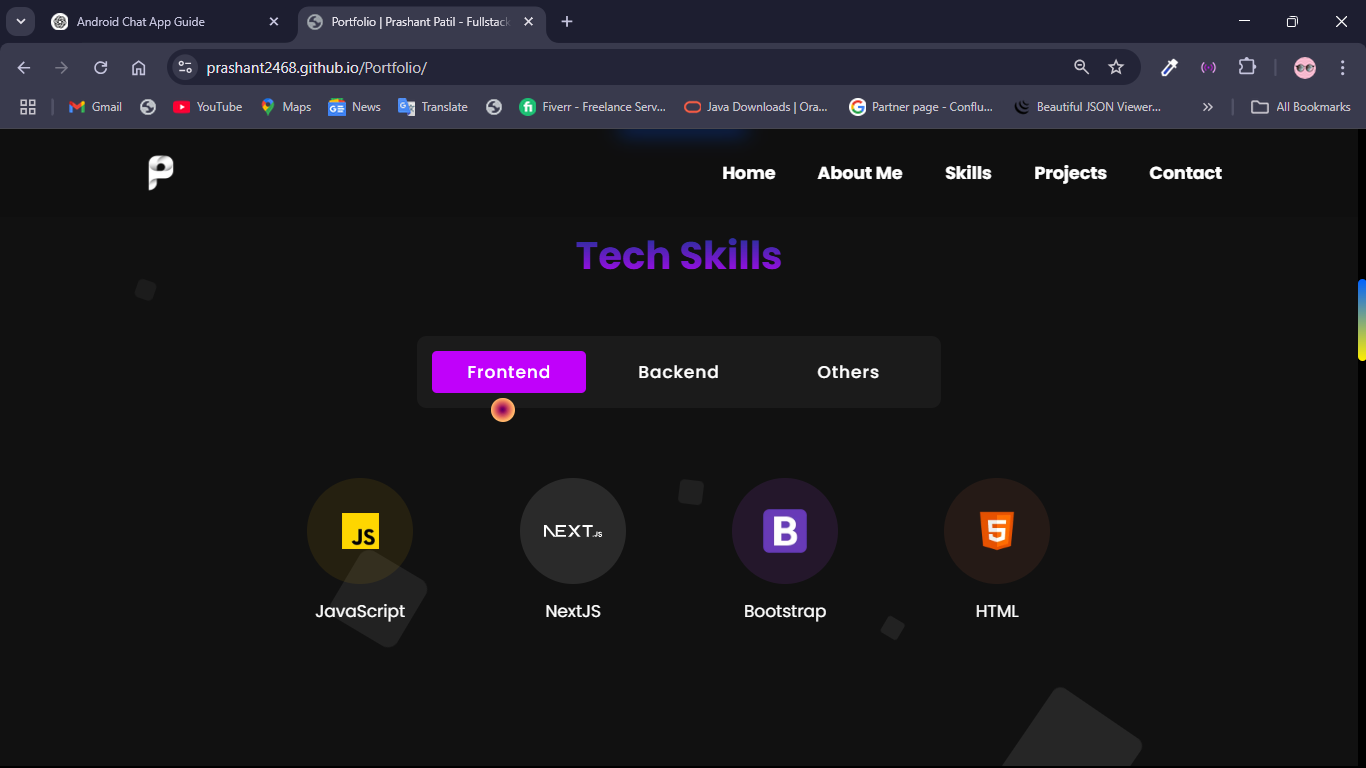 Android Chat App Guide
Portfolio | Prashant Patil - Fullstack
prashant2468.github.io/Portfolio/
Gmail
YouTube
Maps
News
Translate
Fiverr - Freelance Serv...
Java Downloads | Ora...
Partner page - Conflu...
Beautiful JSON Viewer...
All Bookmarks
P
Home
About Me
Skills
Projects
Contact
Tech Skills
Frontend
Backend
Others
JS
NEXT.JS
B
5
JavaScript
NextJS
Bootstrap
HTML